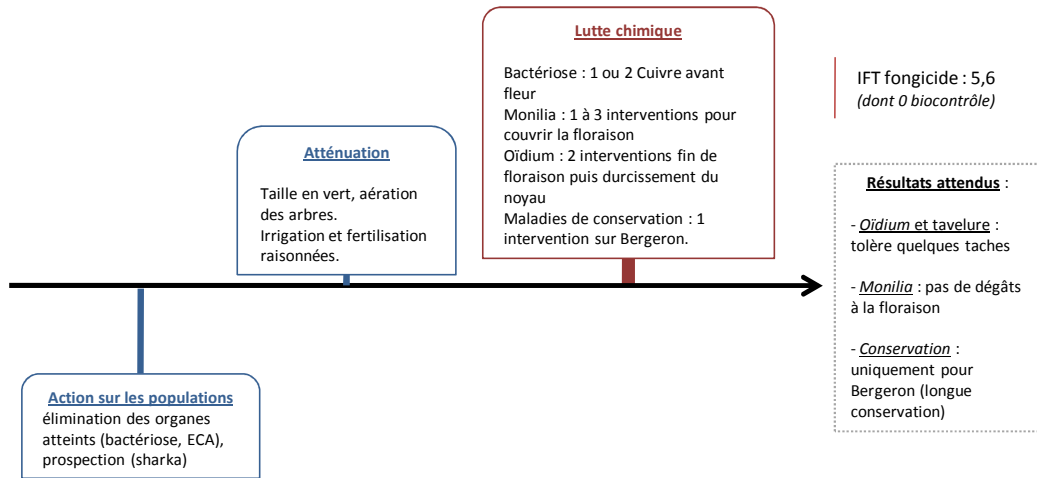 Lutte chimique
Bactériose : 1 ou 2 Cuivre avant
fleur
Monilia : 1 à 3 interventions pour
couvrir la floraison
Oïdium : 2 interventions fin de
floraison puis durcissement du
noyau
Maladies de conservation : 1
intervention sur Bergeron.
IFT fongicide : 5,6
(dont 0 biocontrôle)
Atténuation
Taille en vert, aération
des arbres.
Irrigation et fertilisation
raisonnées.
Résultats attendus :
- Oïdium et tavelure :
tolère quelques taches
- Monilia : pas de dégâts
à la floraison
- Conservation :
uniquement pour
Bergeron (longue
conservation)
Action sur les populations
élimination des organes
atteints (bactériose, ECA),
prospection (sharka)